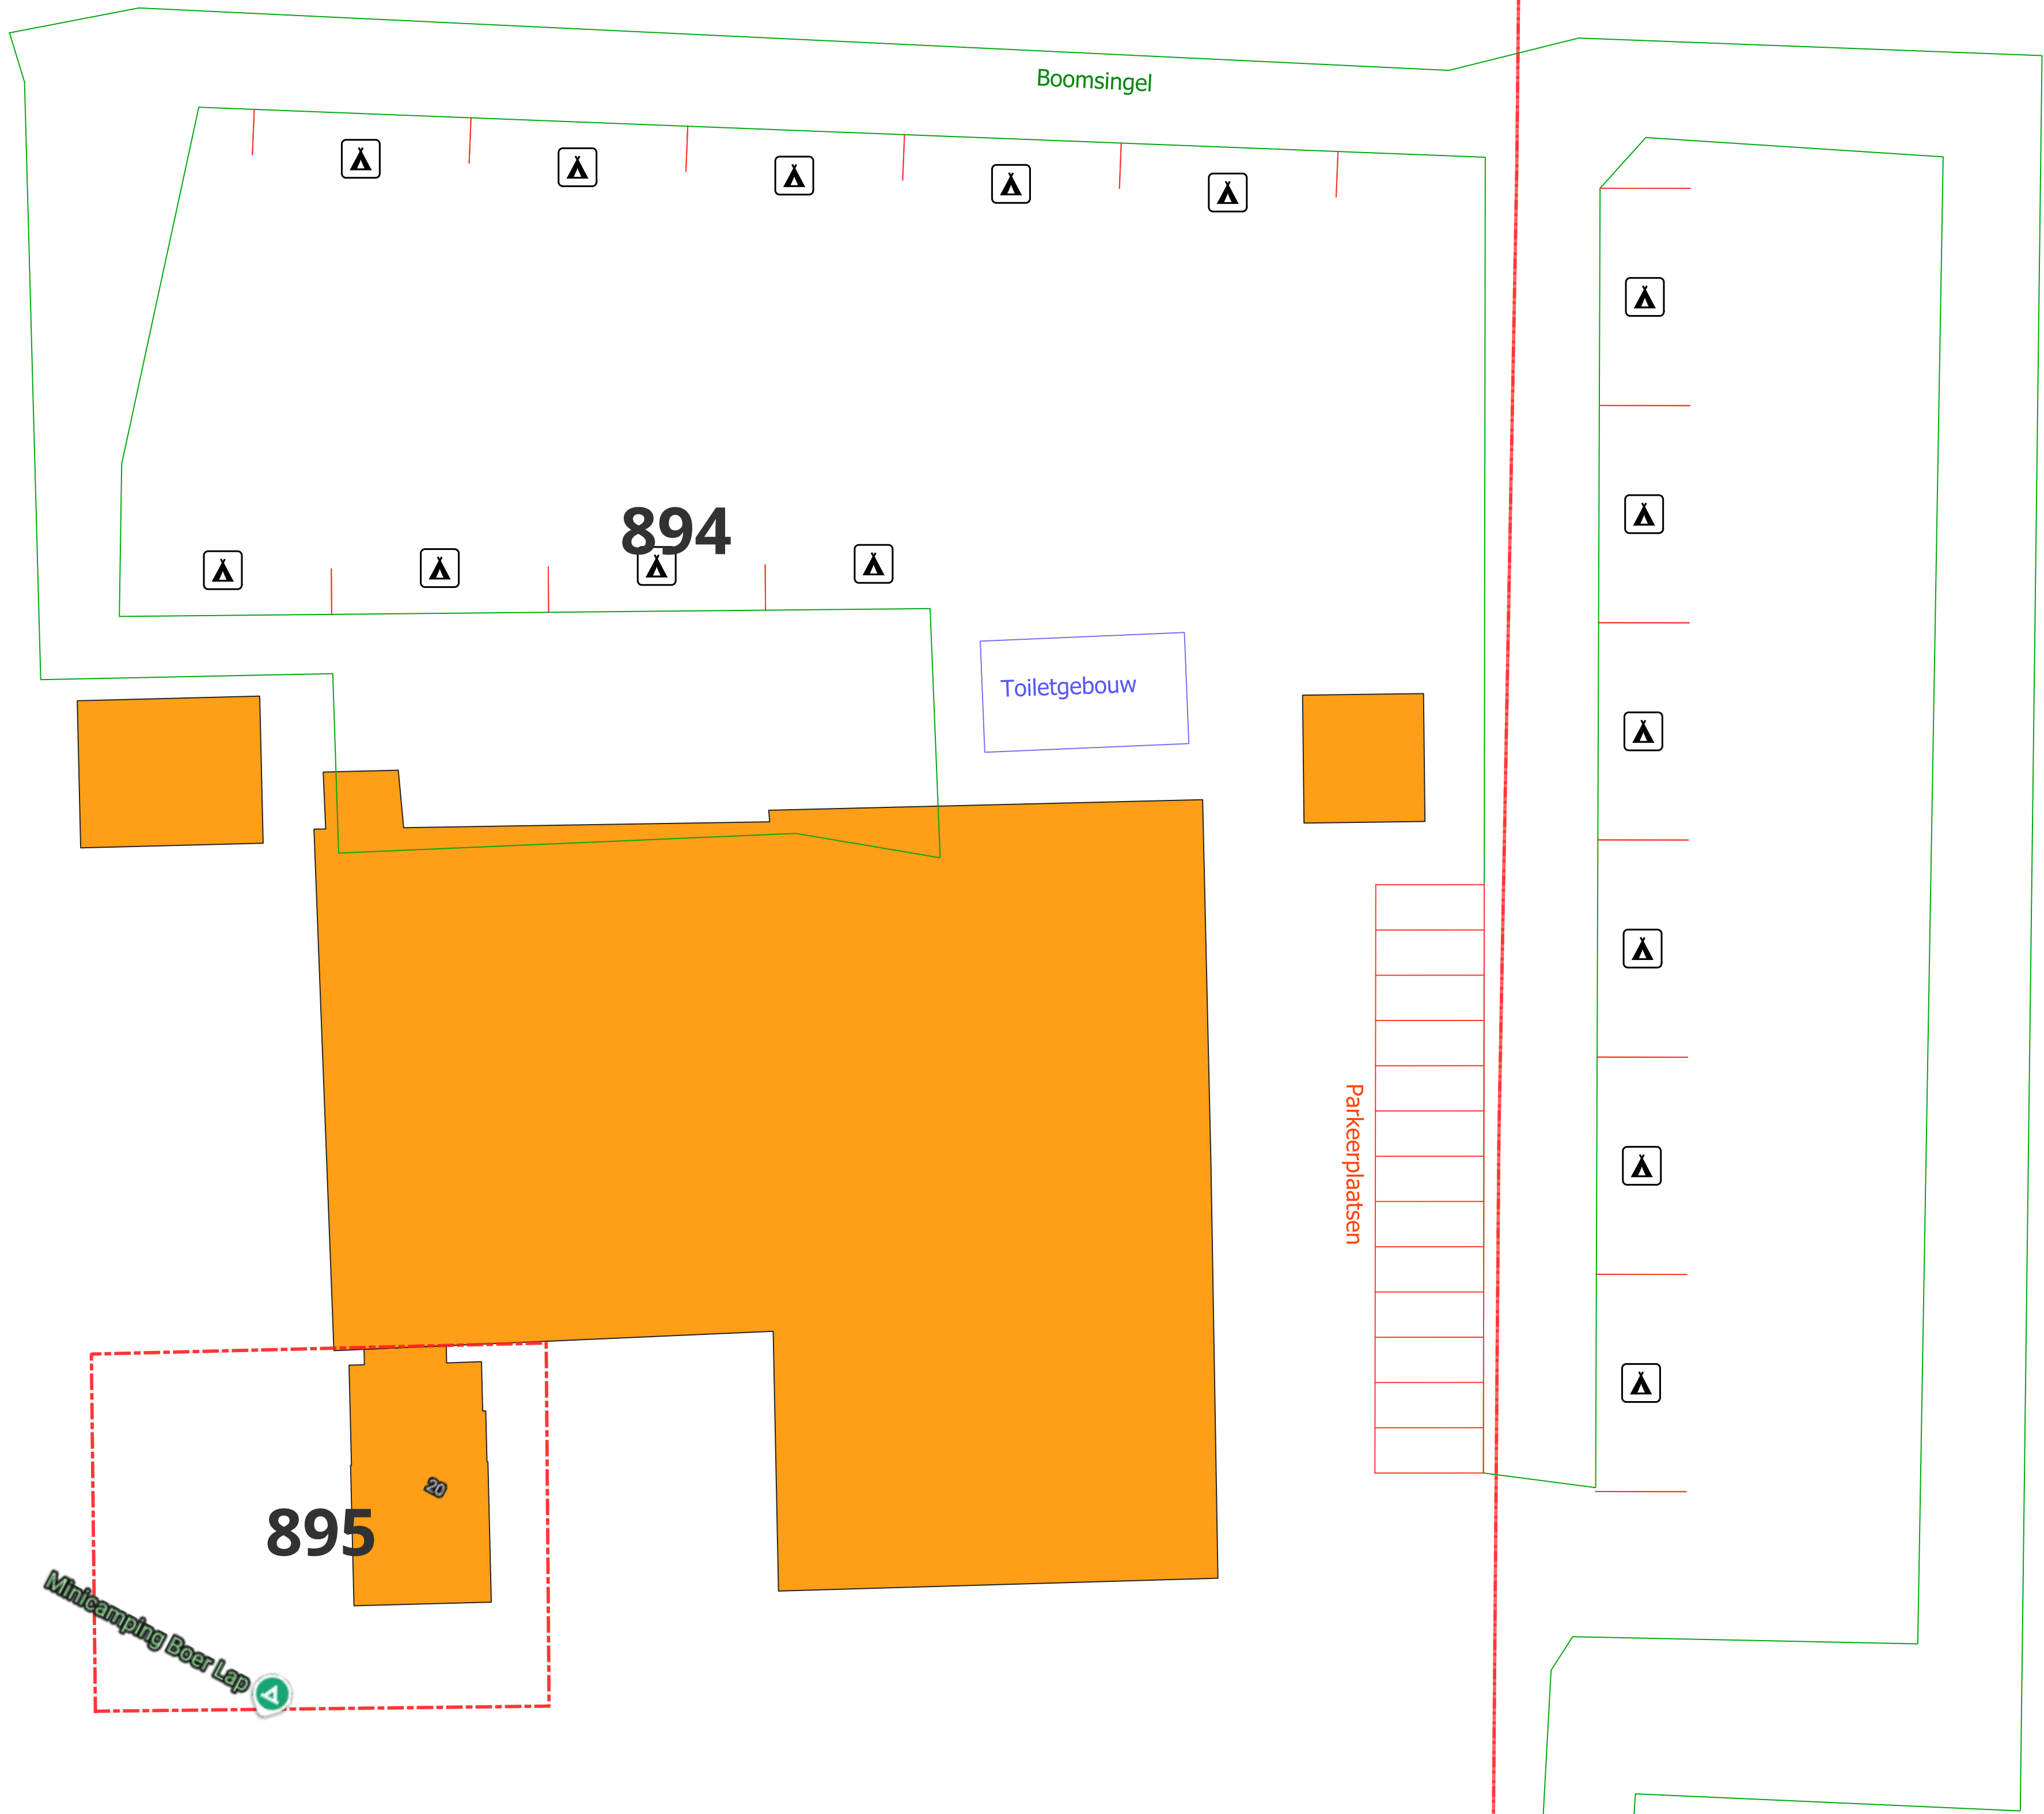 Boomsingel
894
Toiletgebouw
Parkeerplaatsen
20
895
Minicamping Boer Lap